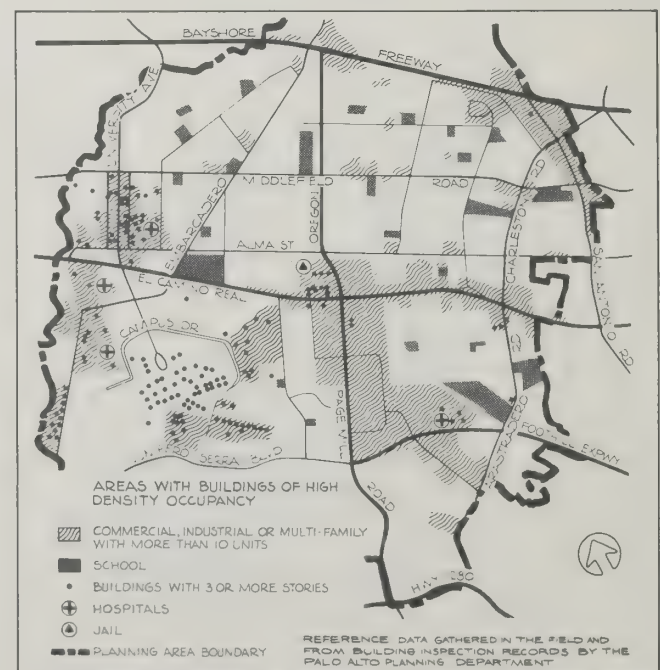 BAYSHORE
FREEWAY
MIDDLEFIELD ROAD
EMBARCADERO
OREGON
ALMA ST
CHARLESTON RD
SAN ANTONIO RD
EL CAMINO REAL
CAMPUS DR
PAGE MILL
ROAD
ARASTRADERO
RD
FOOTHILL EXPWY
AREAS WITH BUILDINGS OF HIGH
DENSITY OCCUPANCY
COMMERCIAL, INDUSTRIAL OR MULTI-FAMILY
WITH MORE THAN 10 UNITS
SCHOOL
BUILDINGS WITH 3 OR MORE STORIES
HOSPITALS
JAIL
PLANNING AREA BOUNDARY
REFERENCE DATA GATHERED IN THE FIELD AND
FROM BUILDING INSPECTION RECORDS BY THE
PALO ALTO PLANNING DEPARTMENT